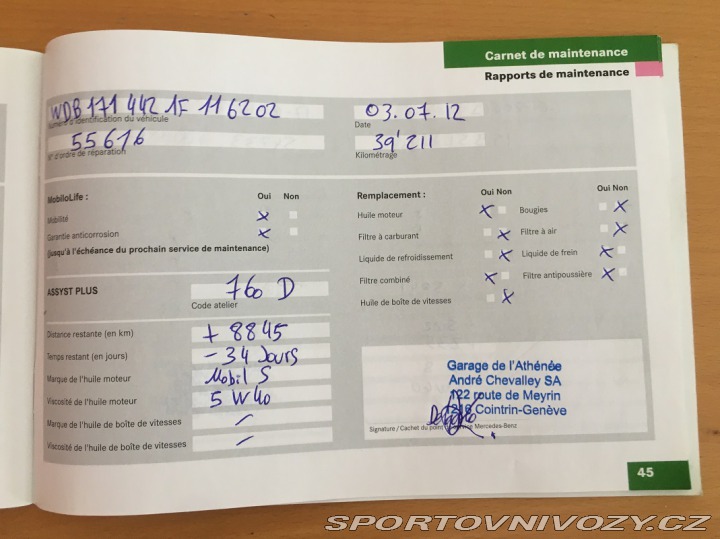 Carnet de maintenance
Rapports de maintenance
WDB 171 442 1F 116202
Numéro d'identification du véhicule
03.07.12
Date
55616
N° d'ordre de réparation
39'211
Kilométrage
MobiloLife :
Oui Non
Mobilité
Garantie anticorrosion
(jusqu'à l'échéance du prochain service de maintenance)
ASSYST PLUS
760 D
Code atelier
Distance restante (en km)
+ 8845
Temps restant (en jours)
- 34 Jours
Marque de l'huile moteur
Mobil S
Viscosité de l'huile moteur
5 W40
Marque de l'huile de boîte de vitesses
Viscosité de l'huile de boîte de vitesses
Remplacement :
Oui Non
Oui Non
Huile moteur
Bougies
Filtre à carburant
Filtre à air
Liquide de refroidissement
Liquide de frein
Filtre combiné
Filtre antipoussière
Huile de boîte de vitesses
Garage de l'Athénée
André Chevalley SA
122 route de Meyrin
Cointrin-Genève
Signature / Cachet du point Service Mercedes-Benz
45
SPORTOVNIVOZY.CZ